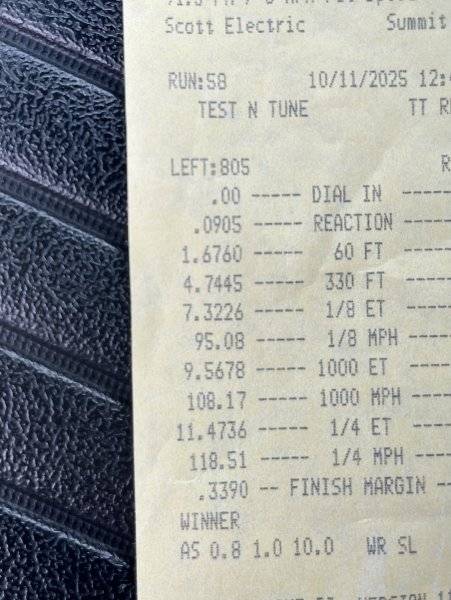 Scott Electric Summit
RUN:58 10/11/2025 12:
TEST N TUNE TT
LEFT:805
.00 ----- DIAL IN -----
.0905 ----- REACTION -----
1.6760 ----- 60 FT -----
4.7445 ----- 330 FT -----
7.3226 ----- 1/8 ET -----
95.08 ----- 1/8 MPH -----
9.5678 ----- 1000 ET -----
108.17 ----- 1000 MPH -----
11.4736 ----- 1/4 ET -----
118.51 ----- 1/4 MPH -----
.3390 -- FINISH MARGIN --
WINNER
AS 0.8 1.0 10.0 WR SL